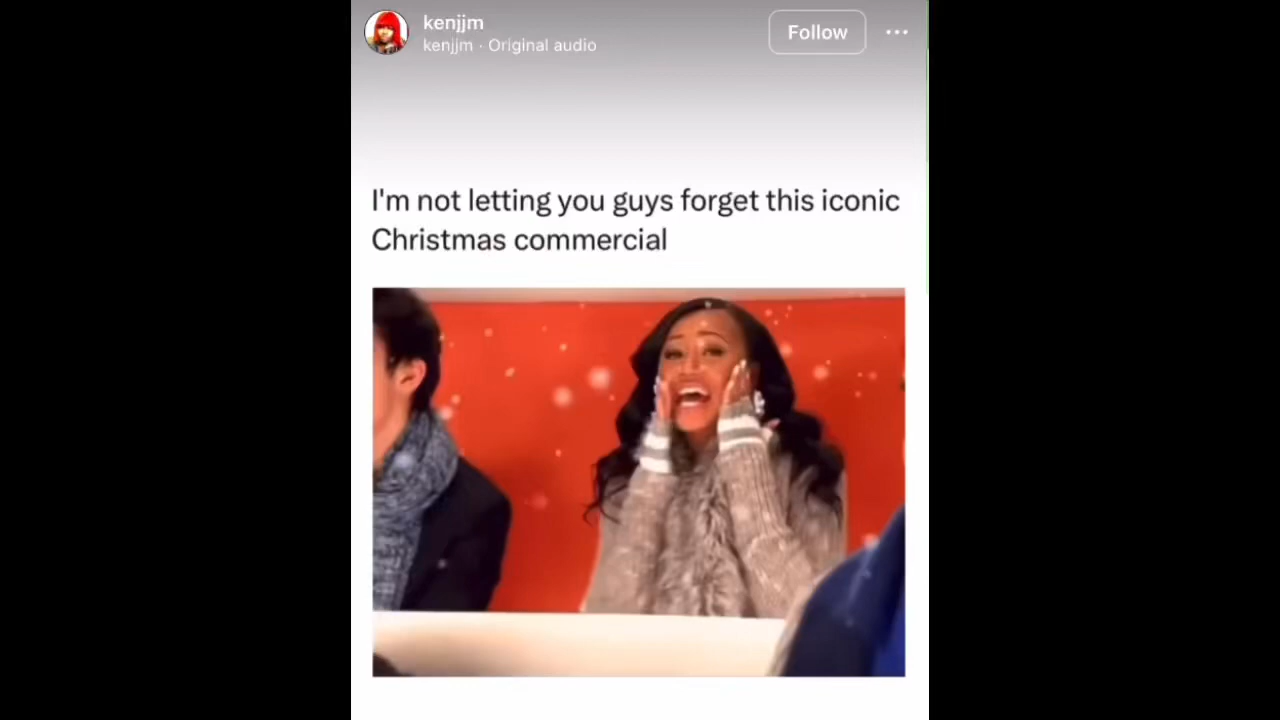 kenjjm
kenjjm · Original audio
Follow
I'm not letting you guys forget this iconic
Christmas commercial